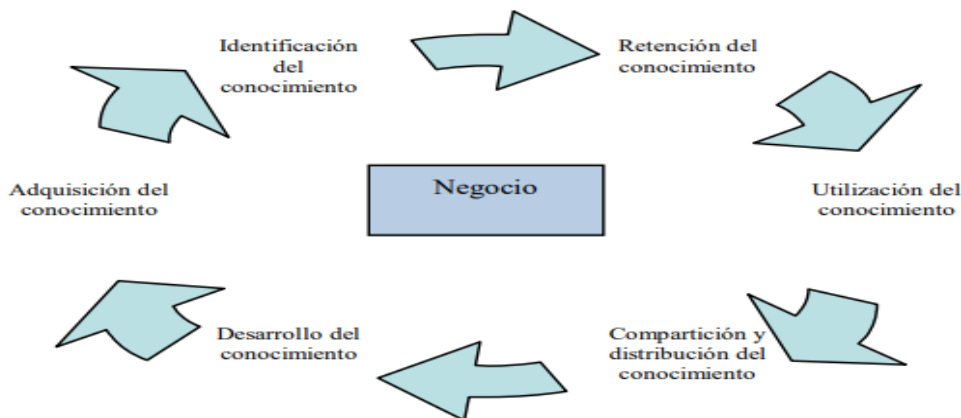 Identificación
del
conocimiento
Retención del
conocimiento
Adquisición del
conocimiento
Negocio
Utilización del
conocimiento
Desarrollo del
conocimiento
Compartición y
distribución del
conocimiento